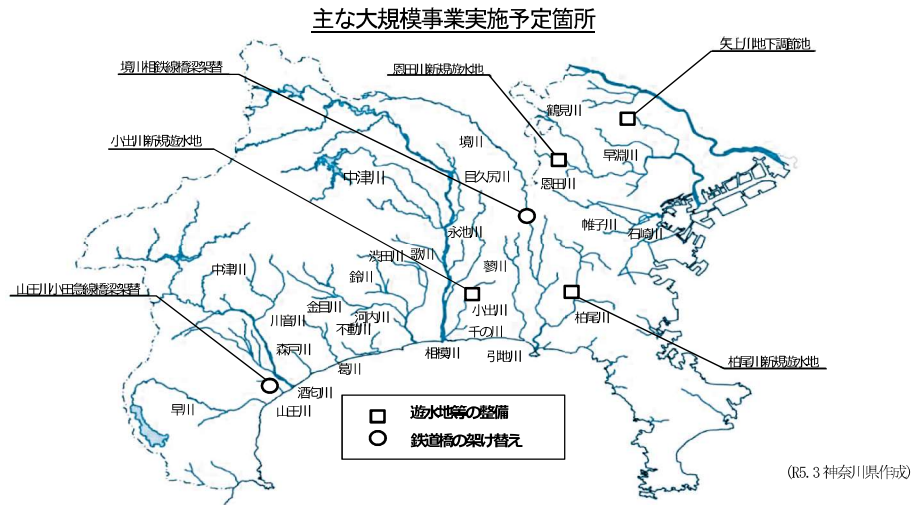 主な大規模事業実施予定箇所
矢上川地下調節池
境川相鉄線橋梁架替
恩田川新規遊水地
鶴見川
小出川新規遊水地
境川
早淵川
目久尻川
中津川
恩田川
帷子川
永池川
石崎川
渋田川
歌川
中津川
蓼川
鈴川
山田川小田急線橋梁架替
金目川
小出川
柏尾川
川音川
河内川
不動川
千の川
森戸川
相模川
引地川
柏尾川新規遊水地
葛川
酒匂川
早川
山田川
遊水地等の整備
鉄道橋の架け替え
(R5.3 神奈川県作成)